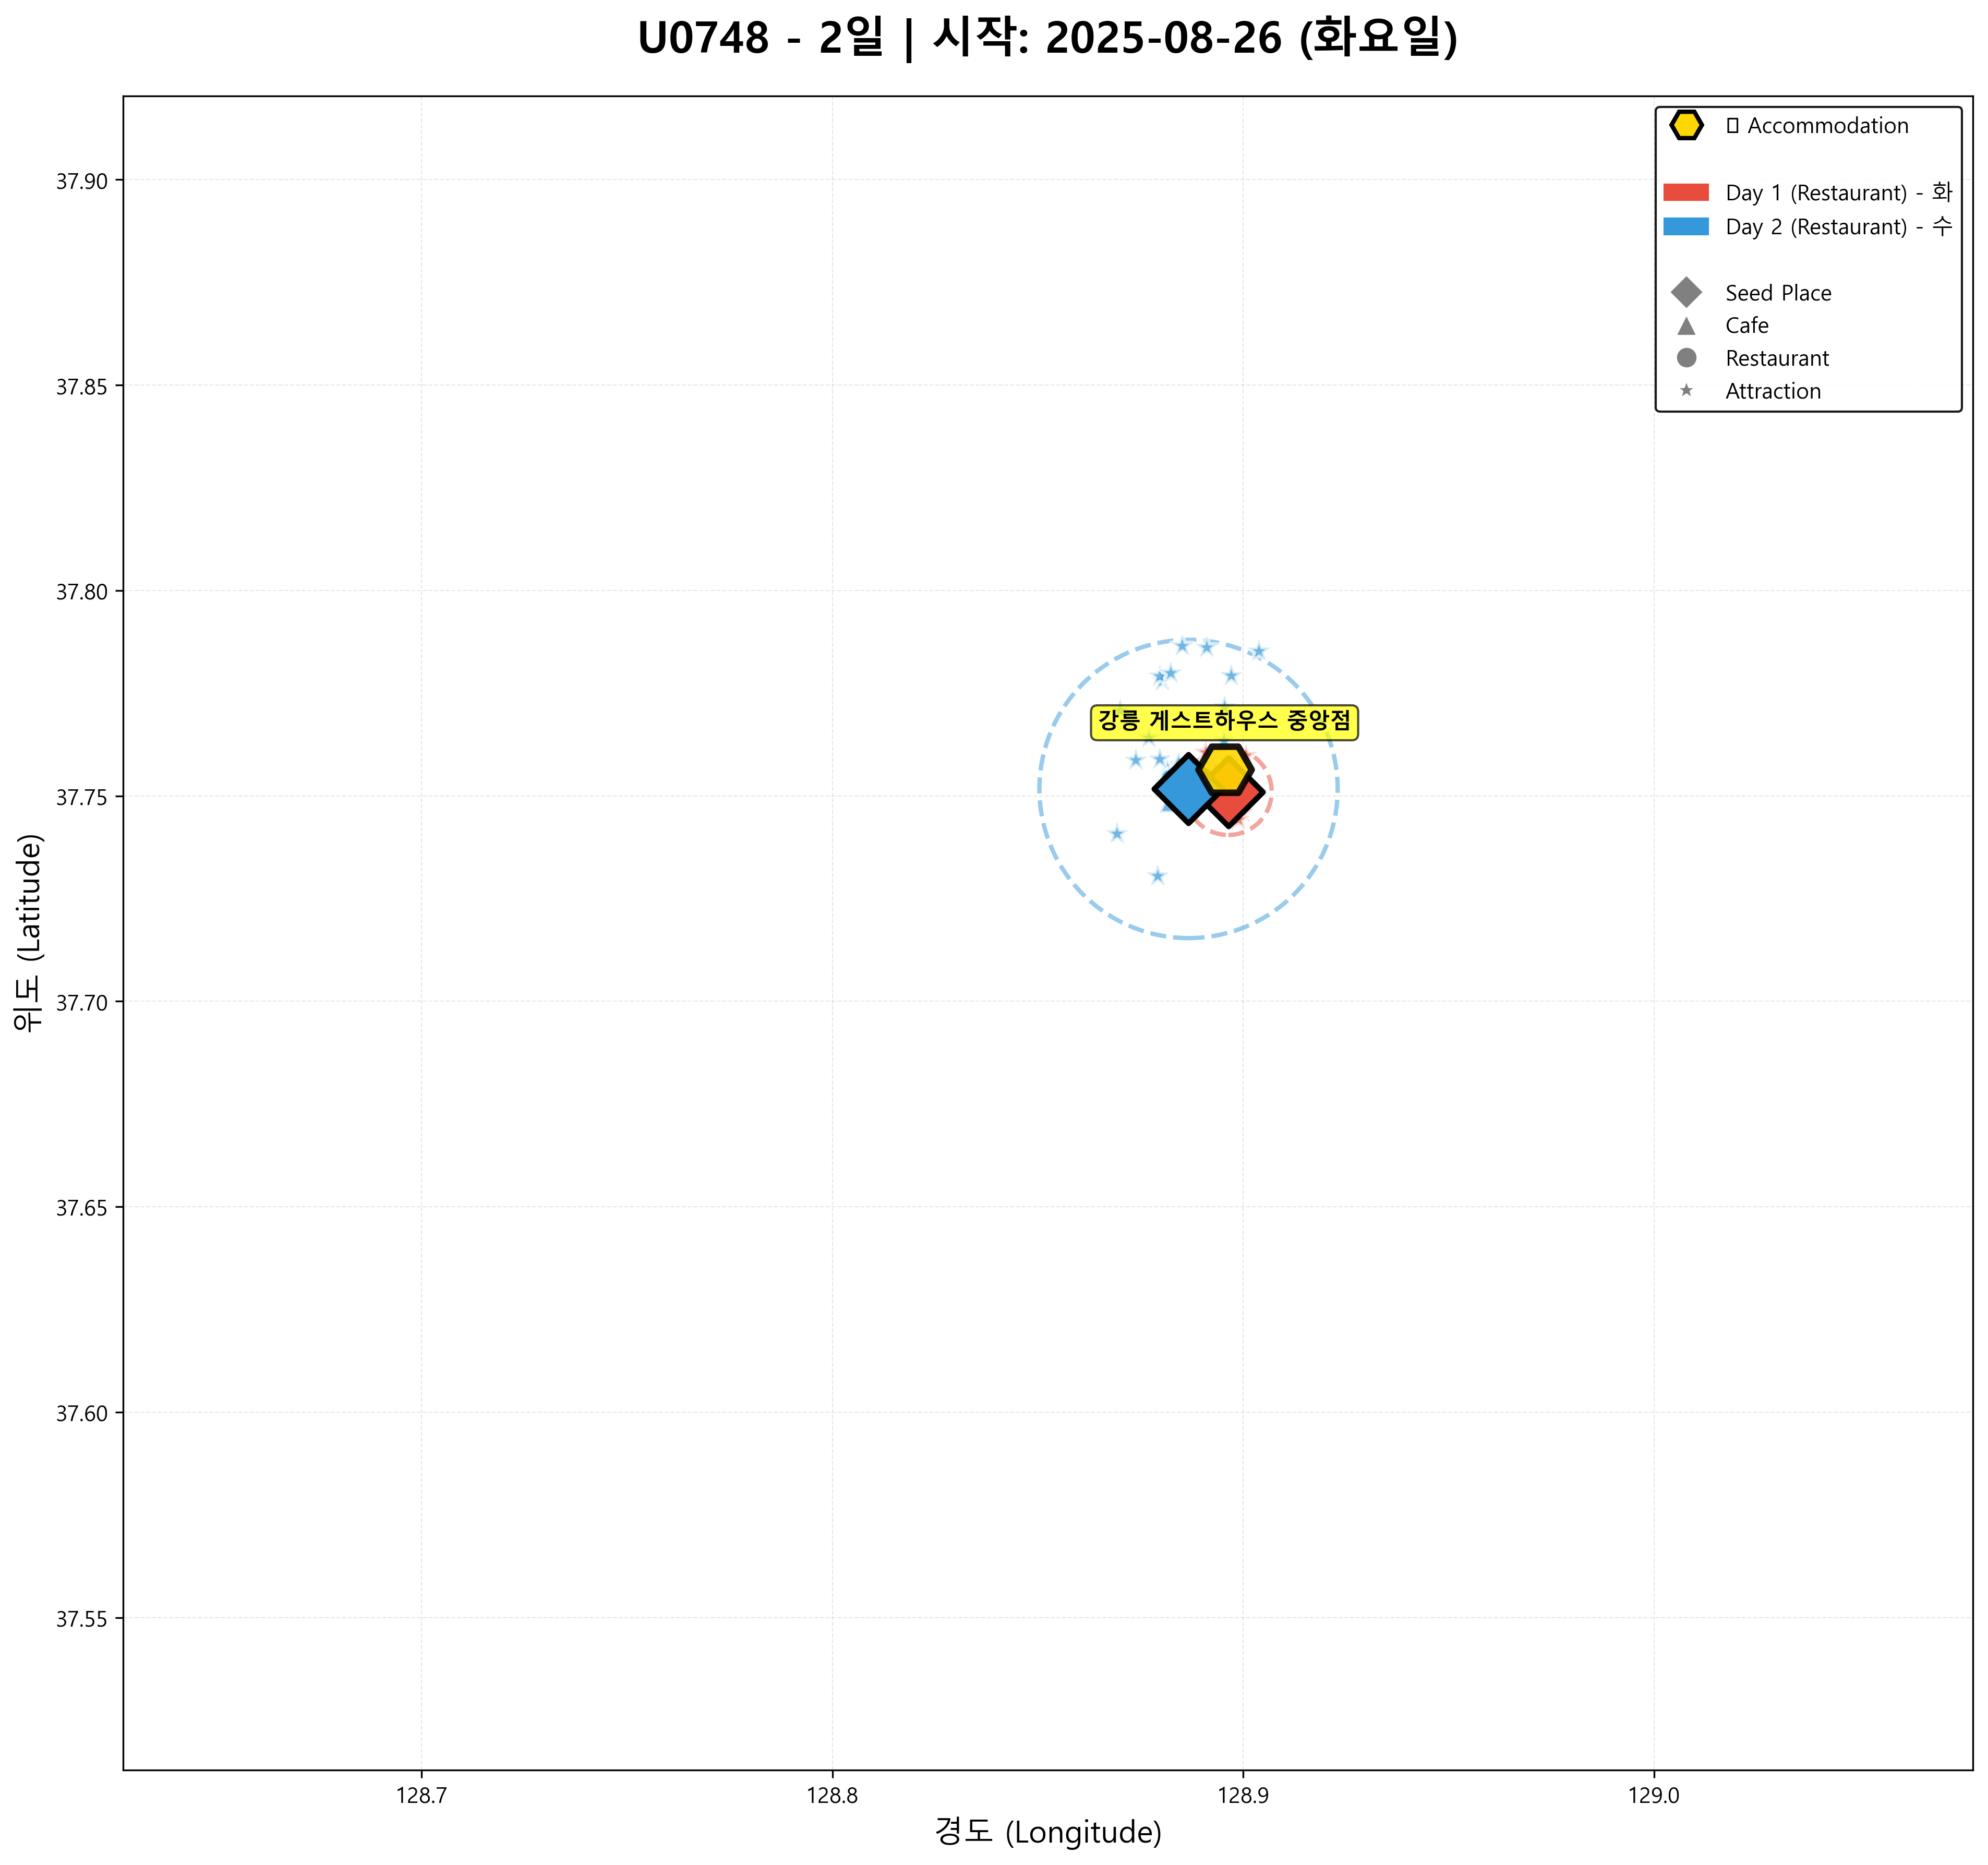 U0748 - 2일 | 시작: 2025-08-26 (화요일)
▯ Accommodation
Day 1 (Restaurant) - 화
Day 2 (Restaurant) - 수
Seed Place
Cafe
Restaurant
Attraction
강릉 게스트하우스 중앙점
위도 (Latitude)
37.90
37.85
37.80
37.75
37.70
37.65
37.60
37.55
128.7
128.8
128.9
129.0
경도 (Longitude)